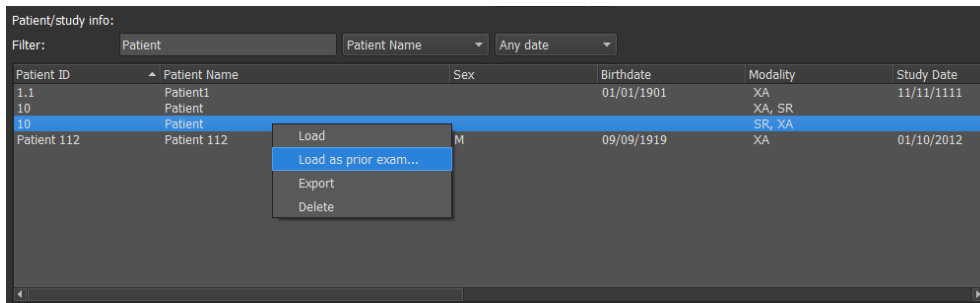 Patient/study info:
Filter: Patient Patient Name Any date
Patient ID Patient Name Sex Birthdate Modality Study Date
1.1 Patient1 01/01/1901 XA 11/11/1111
10 Patient XA, SR
10 Patient SR, XA
Patient 112 Patient 112 M 09/09/1919 XA 01/10/2012
Load
Load as prior exam...
Export
Delete